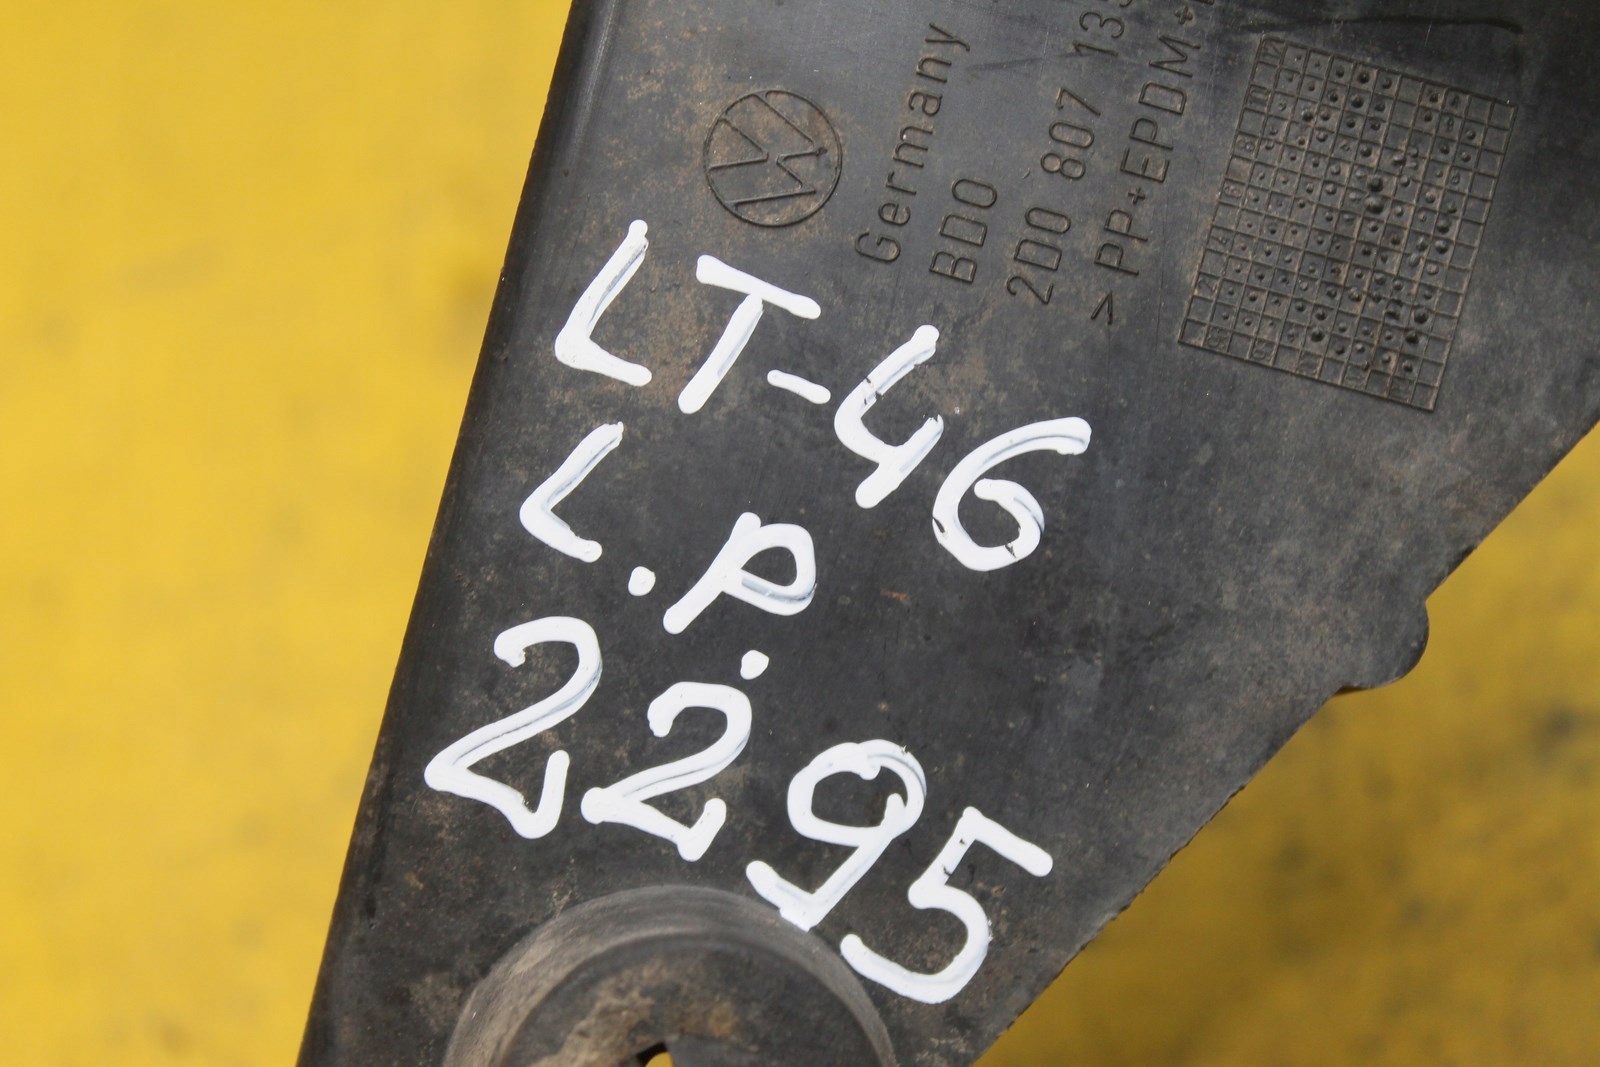 Germany
BDO
2D0 807 13
>PP+EPDM+
LT-46
L.P.
2295